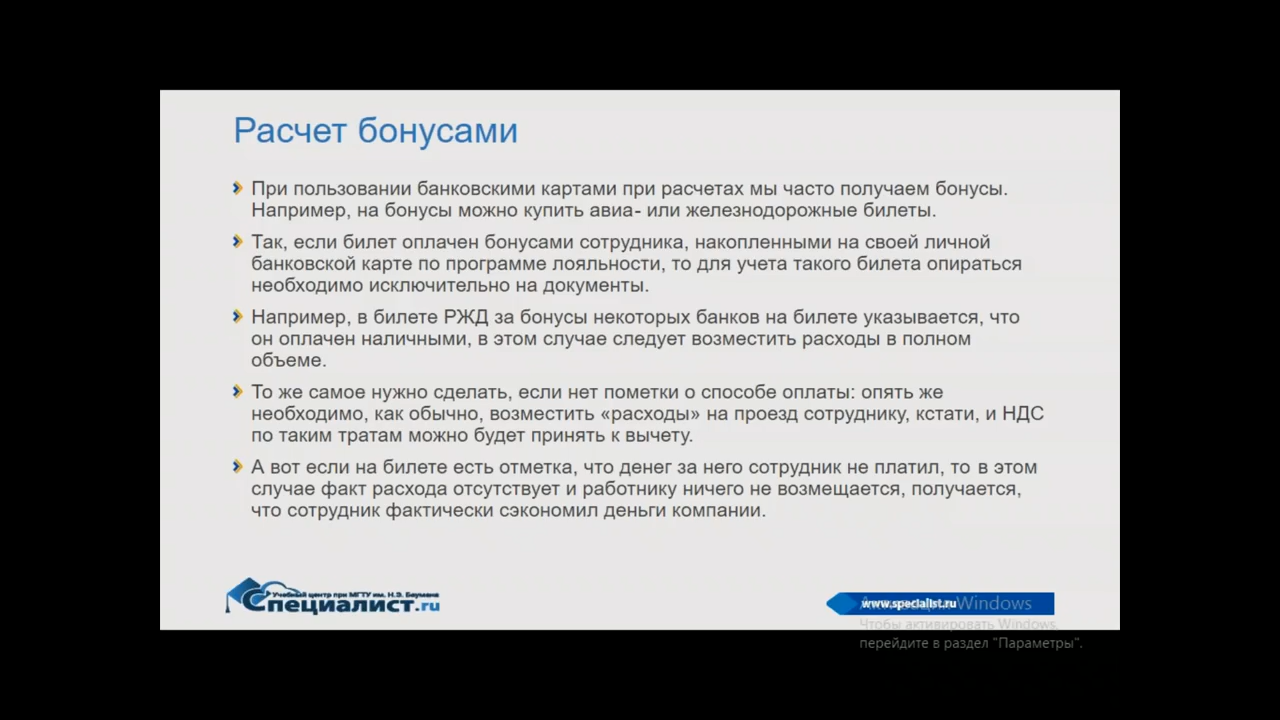 Расчет бонусами
При пользовании банковскими картами при расчетах мы часто получаем бонусы.
Например, на бонусы можно купить авиа- или железнодорожные билеты.
Так, если билет оплачен бонусами сотрудника, накопленными на своей личной
банковской карте по программе лояльности, то для учета такого билета опираться
необходимо исключительно на документы.
Например, в билете РЖД за бонусы некоторых банков на билете указывается, что
он оплачен наличными, в этом случае следует возместить расходы в полном
объеме.
То же самое нужно сделать, если нет пометки о способе оплаты: опять же
необходимо, как обычно, возместить «расходы» на проезд сотруднику, кстати, и НДС
по таким тратам можно будет принять к вычету.
А вот если на билете есть отметка, что денег за него сотрудник не платил, то в этом
случае факт расхода отсутствует и работнику ничего не возмещается, получается,
что сотрудник фактически сэкономил деньги компании.
Учебный центр при МГТУ им. Н.Э. Баумана
Специалист.ru
www.specialist.ru
Windows
Чтобы активировать Windows,
перейдите в раздел "Параметры".